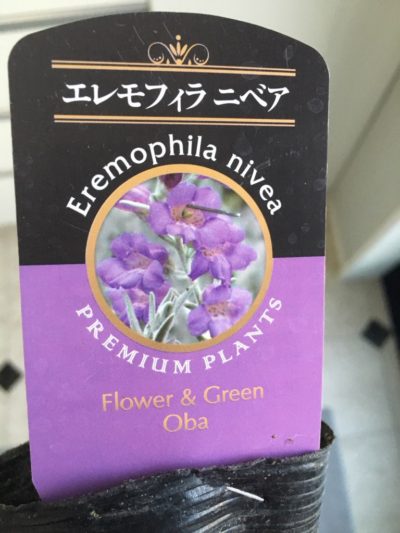 エレモフィラ ニベア
Eremophila nivea
PREMIUM PLANTS
Flower & Green
Oba